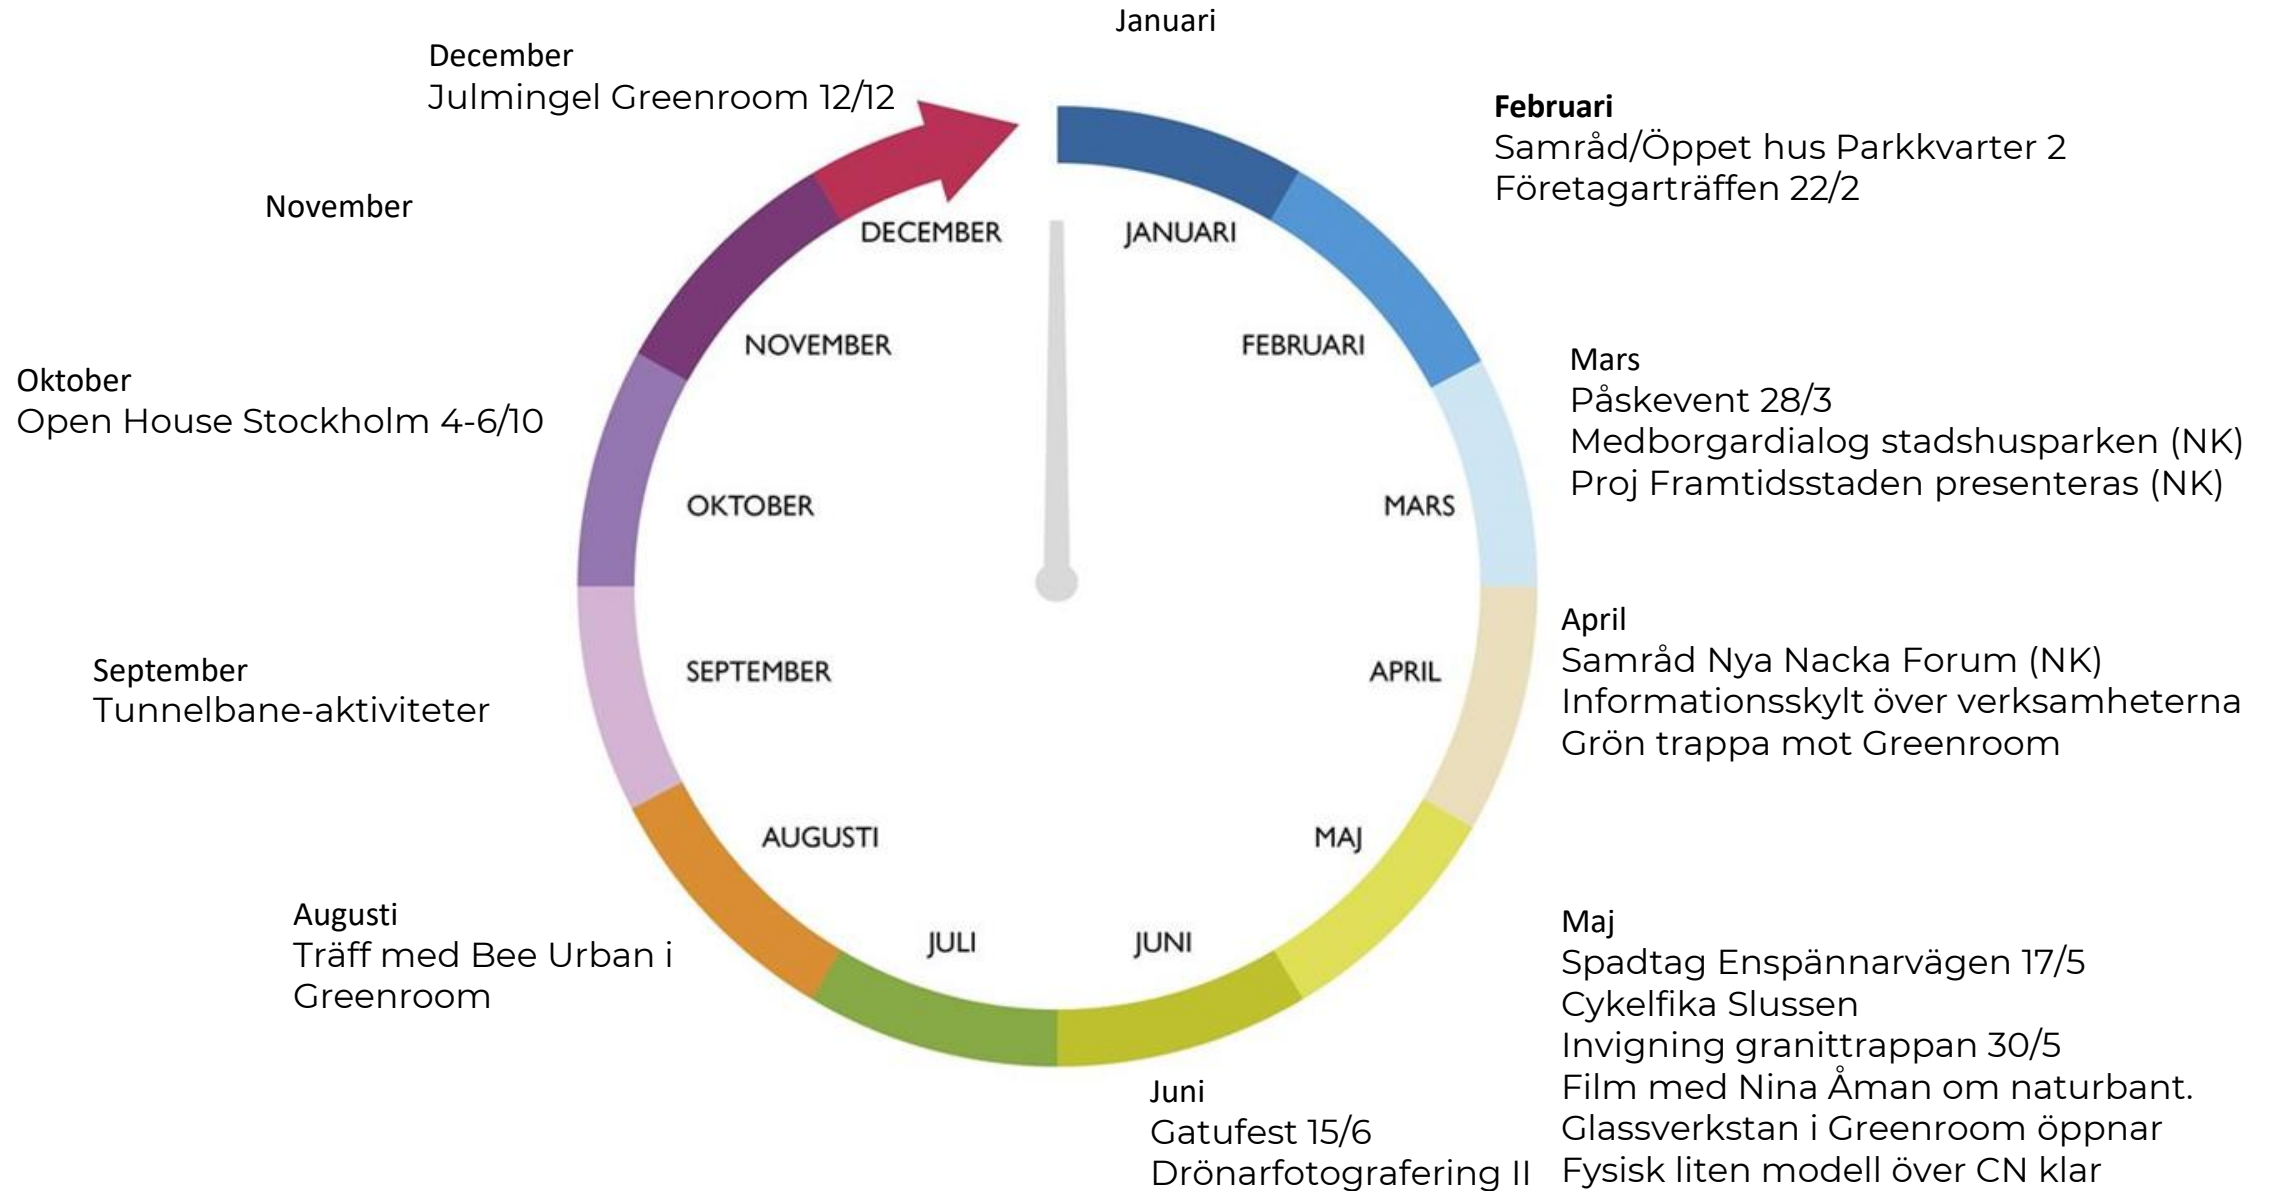 Januari
December
Julmingel Greenroom 12/12
Februari
Samråd/Öppet hus Parkkvarter 2
Företagarträffen 22/2
November
Mars
Påskevent 28/3
Medborgardialog stadshusparken (NK)
Proj Framtidsstaden presenteras (NK)
Oktober
Open House Stockholm 4-6/10
April
Samråd Nya Nacka Forum (NK)
Informationsskylt över verksamheterna
Grön trappa mot Greenroom
September
Tunnelbane-aktiviteter
Maj
Spadtag Enspännarvägen 17/5
Cykelfika Slussen
Invigning granittrappan 30/5
Film med Nina Åman om naturbant.
Glassverkstan i Greenroom öppnar
Fysisk liten modell över CN klar
Augusti
Träff med Bee Urban i
Greenroom
Juni
Gatufest 15/6
Drönarfotografering II
DECEMBER
JANUARI
NOVEMBER
FEBRUARI
OKTOBER
MARS
SEPTEMBER
APRIL
AUGUSTI
MAJ
JULI
JUNI